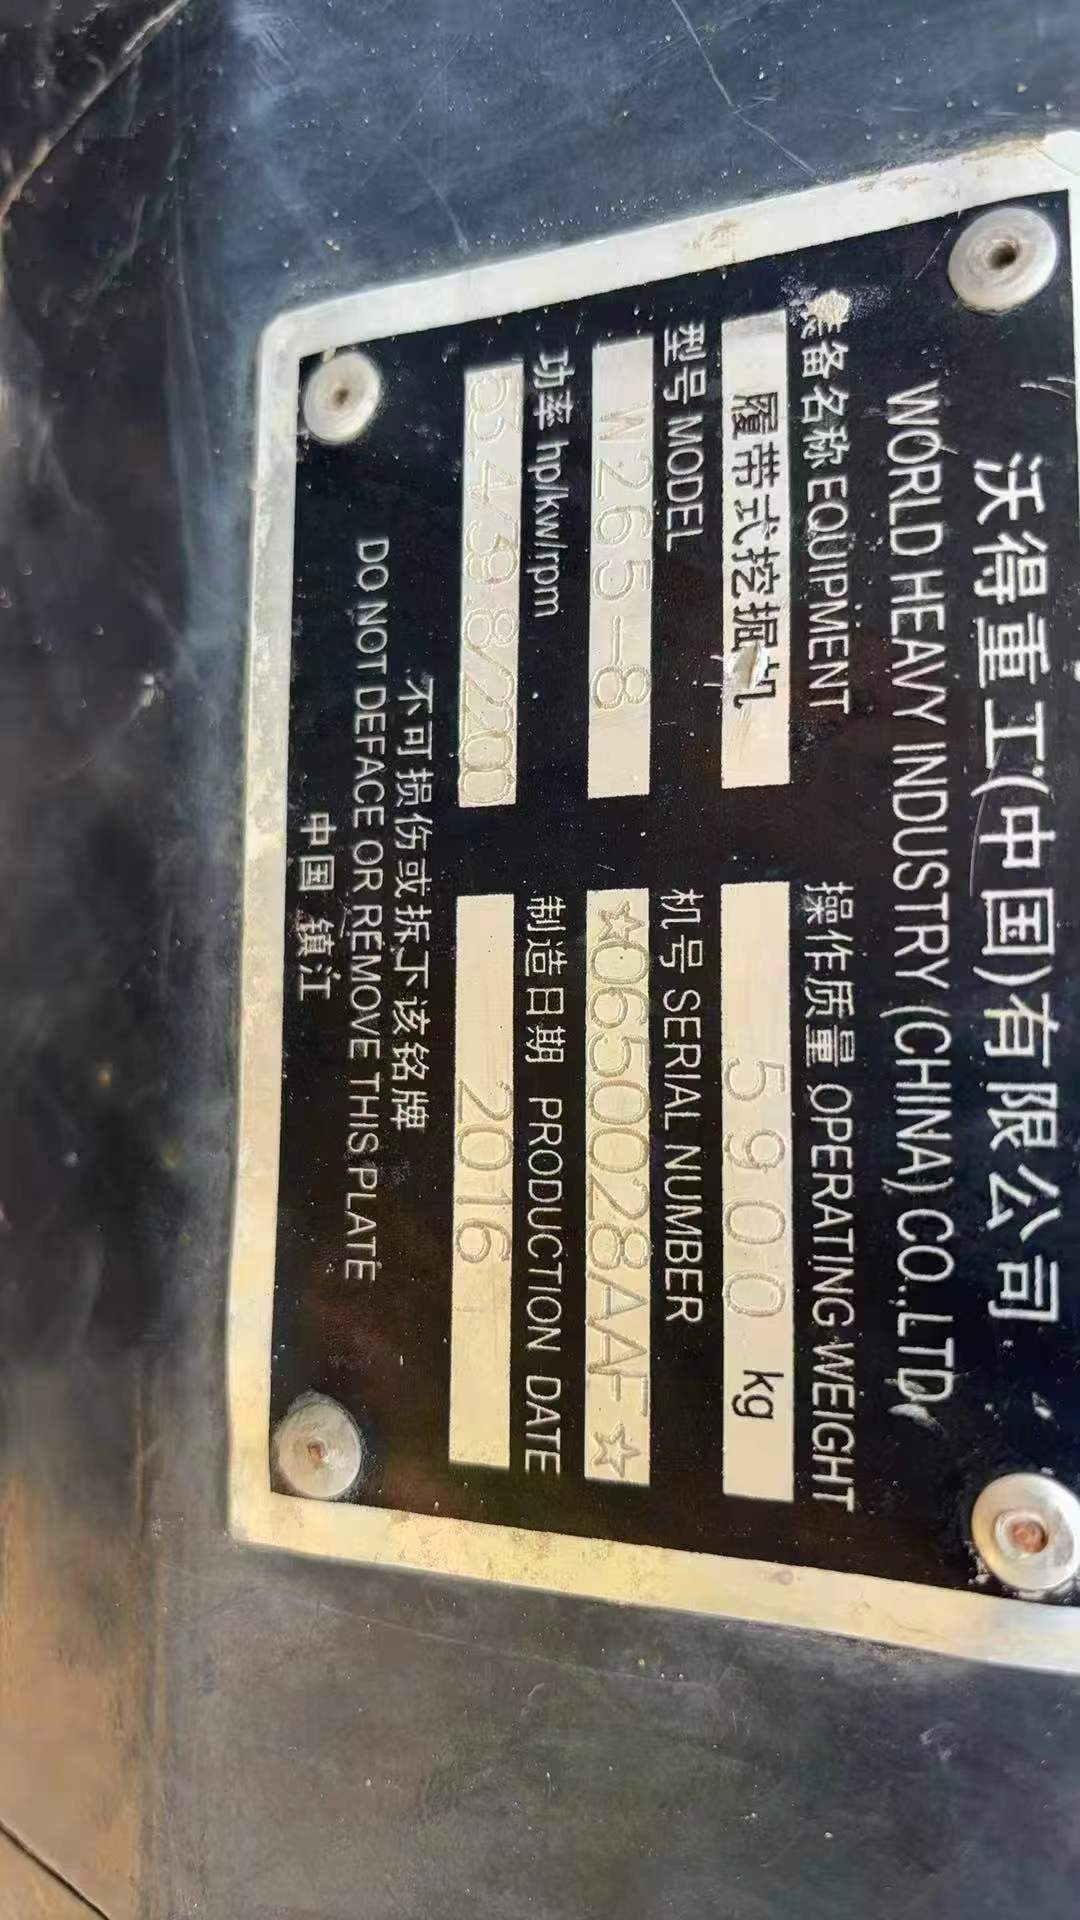 沃得重工(中国)有限公司
WORLD HEAVY INDUSTRY (CHINA) CO.,LTD
装备名称 EQUIPMENT 操作质量 OPERATING WEIGHT
履带式挖掘机 5900 kg
型号 MODEL 机号 SERIAL NUMBER
W265-8 ☆0650028AAF☆
功率 hp/kw/rpm 制造日期 PRODUCTION DATE
53.4/39.8/2200 2016
不可损伤或拆下该铭牌
DO NOT DEFACE OR REMOVE THIS PLATE
中国 镇江